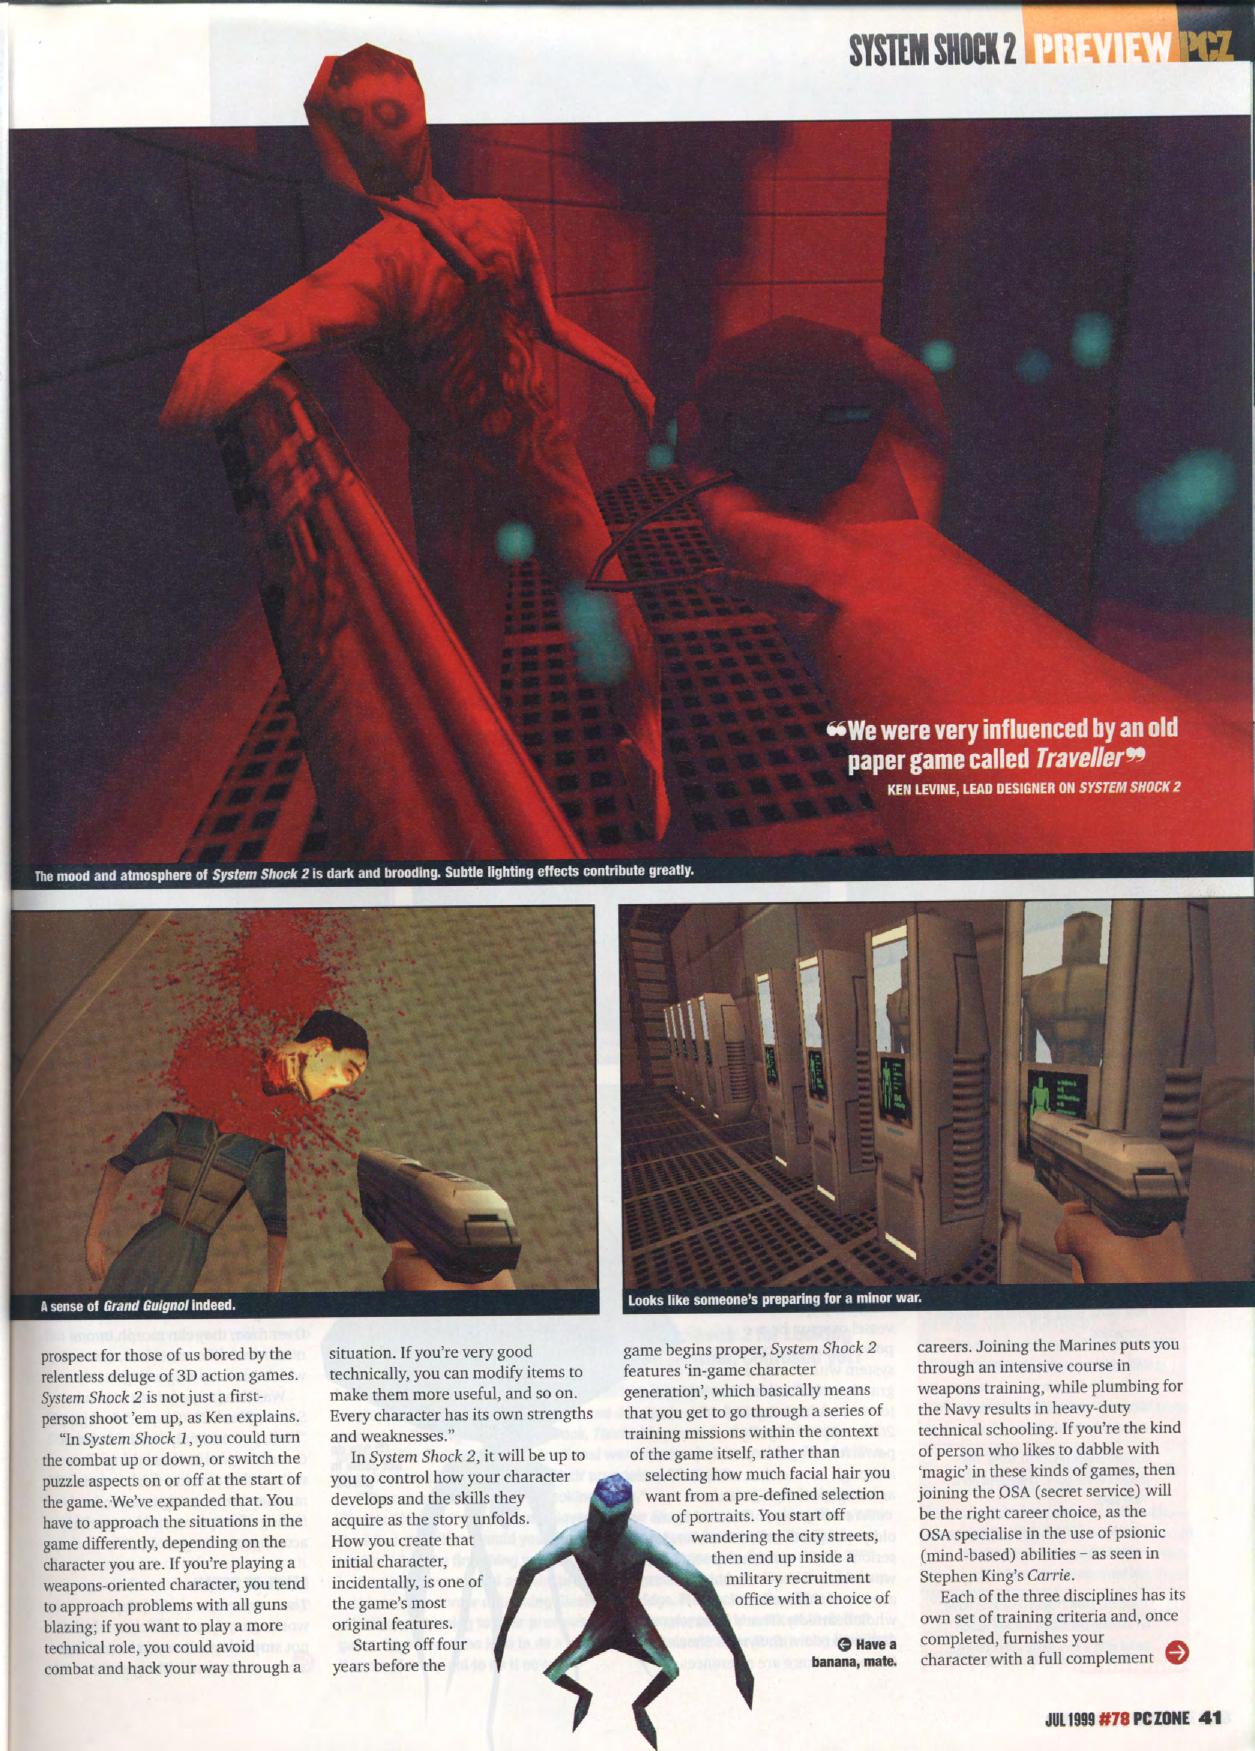 SYSTEM SHOCK 2 PREVIEW PCZ
“We were very influenced by an old
paper game called Traveller”
KEN LEVINE, LEAD DESIGNER ON SYSTEM SHOCK 2
The mood and atmosphere of System Shock 2 is dark and brooding. Subtle lighting effects contribute greatly.
A sense of Grand Guignol indeed.
Looks like someone's preparing for a minor war.
prospect for those of us bored by the
relentless deluge of 3D action games.
System Shock 2 is not just a first-
person shoot 'em up, as Ken explains.
“In System Shock 1, you could turn
the combat up or down, or switch the
puzzle aspects on or off at the start of
the game. We've expanded that. You
have to approach the situations in the
game differently, depending on the
character you are. If you're playing a
weapons-oriented character, you tend
to approach problems with all guns
blazing; if you want to play a more
technical role, you could avoid
combat and hack your way through a
situation. If you're very good
technically, you can modify items to
make them more useful, and so on.
Every character has its own strengths
and weaknesses.”
In System Shock 2, it will be up to
you to control how your character
develops and the skills they
acquire as the story unfolds.
How you create that
initial character,
incidentally, is one of
the game's most
original features.
Starting off four
years before the
game begins proper, System Shock 2
features ‘in-game character
generation’, which basically means
that you get to go through a series of
training missions within the context
of the game itself, rather than
selecting how much facial hair you
want from a pre-defined selection
of portraits. You start off
wandering the city streets,
then end up inside a
military recruitment
office with a choice of
Have a
banana, mate.
careers. Joining the Marines puts you
through an intensive course in
weapons training, while plumbing for
the Navy results in heavy-duty
technical schooling. If you're the kind
of person who likes to dabble with
‘magic’ in these kinds of games, then
joining the OSA (secret service) will
be the right career choice, as the
OSA specialise in the use of psionic
(mind-based) abilities – as seen in
Stephen King's Carrie.
Each of the three disciplines has its
own set of training criteria and, once
completed, furnishes your
character with a full complement
JUL 1999 #78 PC ZONE 41